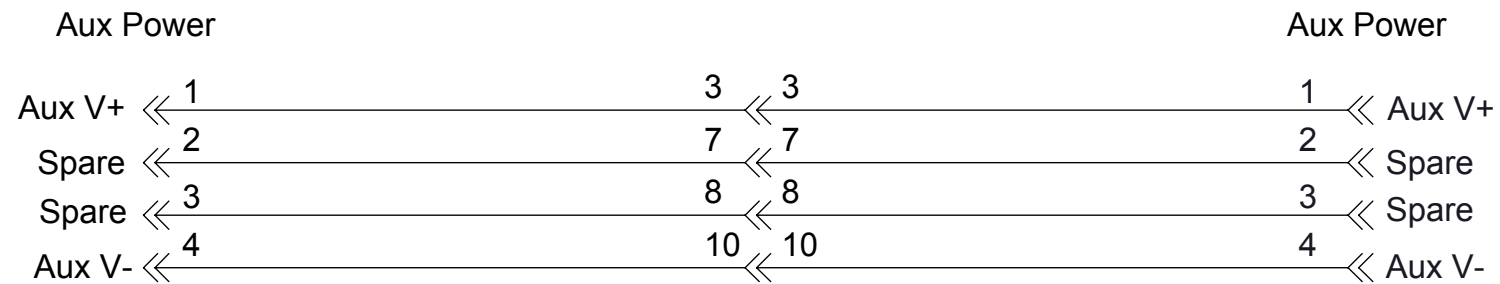 Aux Power Aux Power
Aux V+ 1 3 3 1 Aux V+
Spare 2 7 7 2 Spare
Spare 3 8 8 3 Spare
Aux V- 4 10 10 4 Aux V-